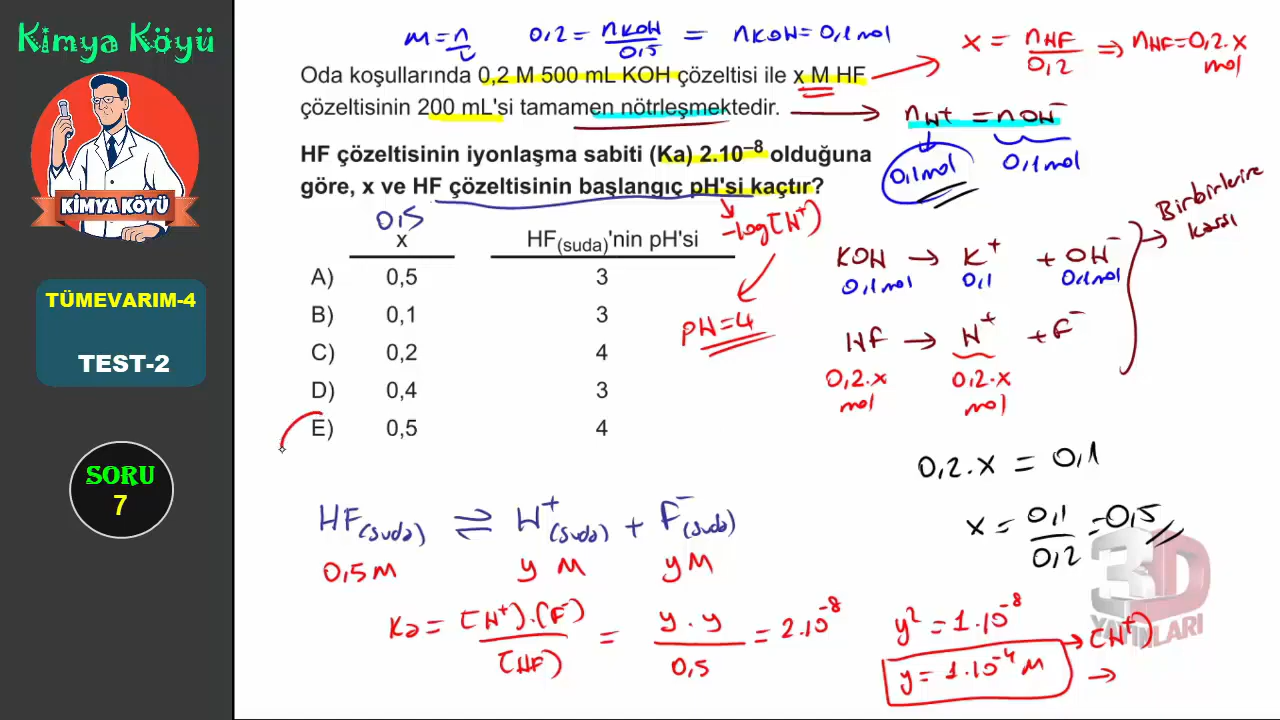 Kimya Köyü
KİMYA KÖYÜ
TÜMEVARIM-4
TEST-2
SORU
7
M = n/L
0,2 = nKOH/0,5 = nKOH = 0,1 mol
x = nHF/0,2 ⇒ nHF = 0,2.x mol
Oda koşullarında 0,2 M 500 mL KOH çözeltisi ile x M HF
çözeltisinin 200 mL'si tamamen nötrleşmektedir.
HF çözeltisinin iyonlaşma sabiti (Ka) 2.10⁻⁸ olduğuna
göre, x ve HF çözeltisinin başlangıç pH'si kaçtır?
nH⁺ = nOH⁻
0,1 mol 0,1 mol
0,5
x HF(suda)'nin pH'si
A) 0,5 3
B) 0,1 3
C) 0,2 4
D) 0,4 3
E) 0,5 4
-log[H⁺]
pH = 4
KOH → K⁺ + OH⁻
0,1 mol 0,1 0,1 mol
HF → H⁺ + F⁻
0,2.x mol 0,2.x mol
→ Birbirlerine
0,2.x = 0,1
x = 0,1/0,2 = 0,5
HF(suda) ⇌ H⁺(suda) + F⁻(suda)
0,5 M y M y M
Ka = [H⁺].[F⁻]/[HF] = y.y/0,5 = 2.10⁻⁸
y² = 1.10⁻⁸
y = 1.10⁻⁴ M → [H⁺]
→
3D
YAYINLARI